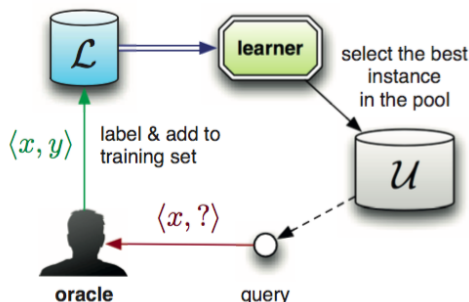 ℒ
learner
select the best
instance
in the pool
⟨x, y⟩
label & add to
training set
𝒰
⟨x, ?⟩
oracle
query